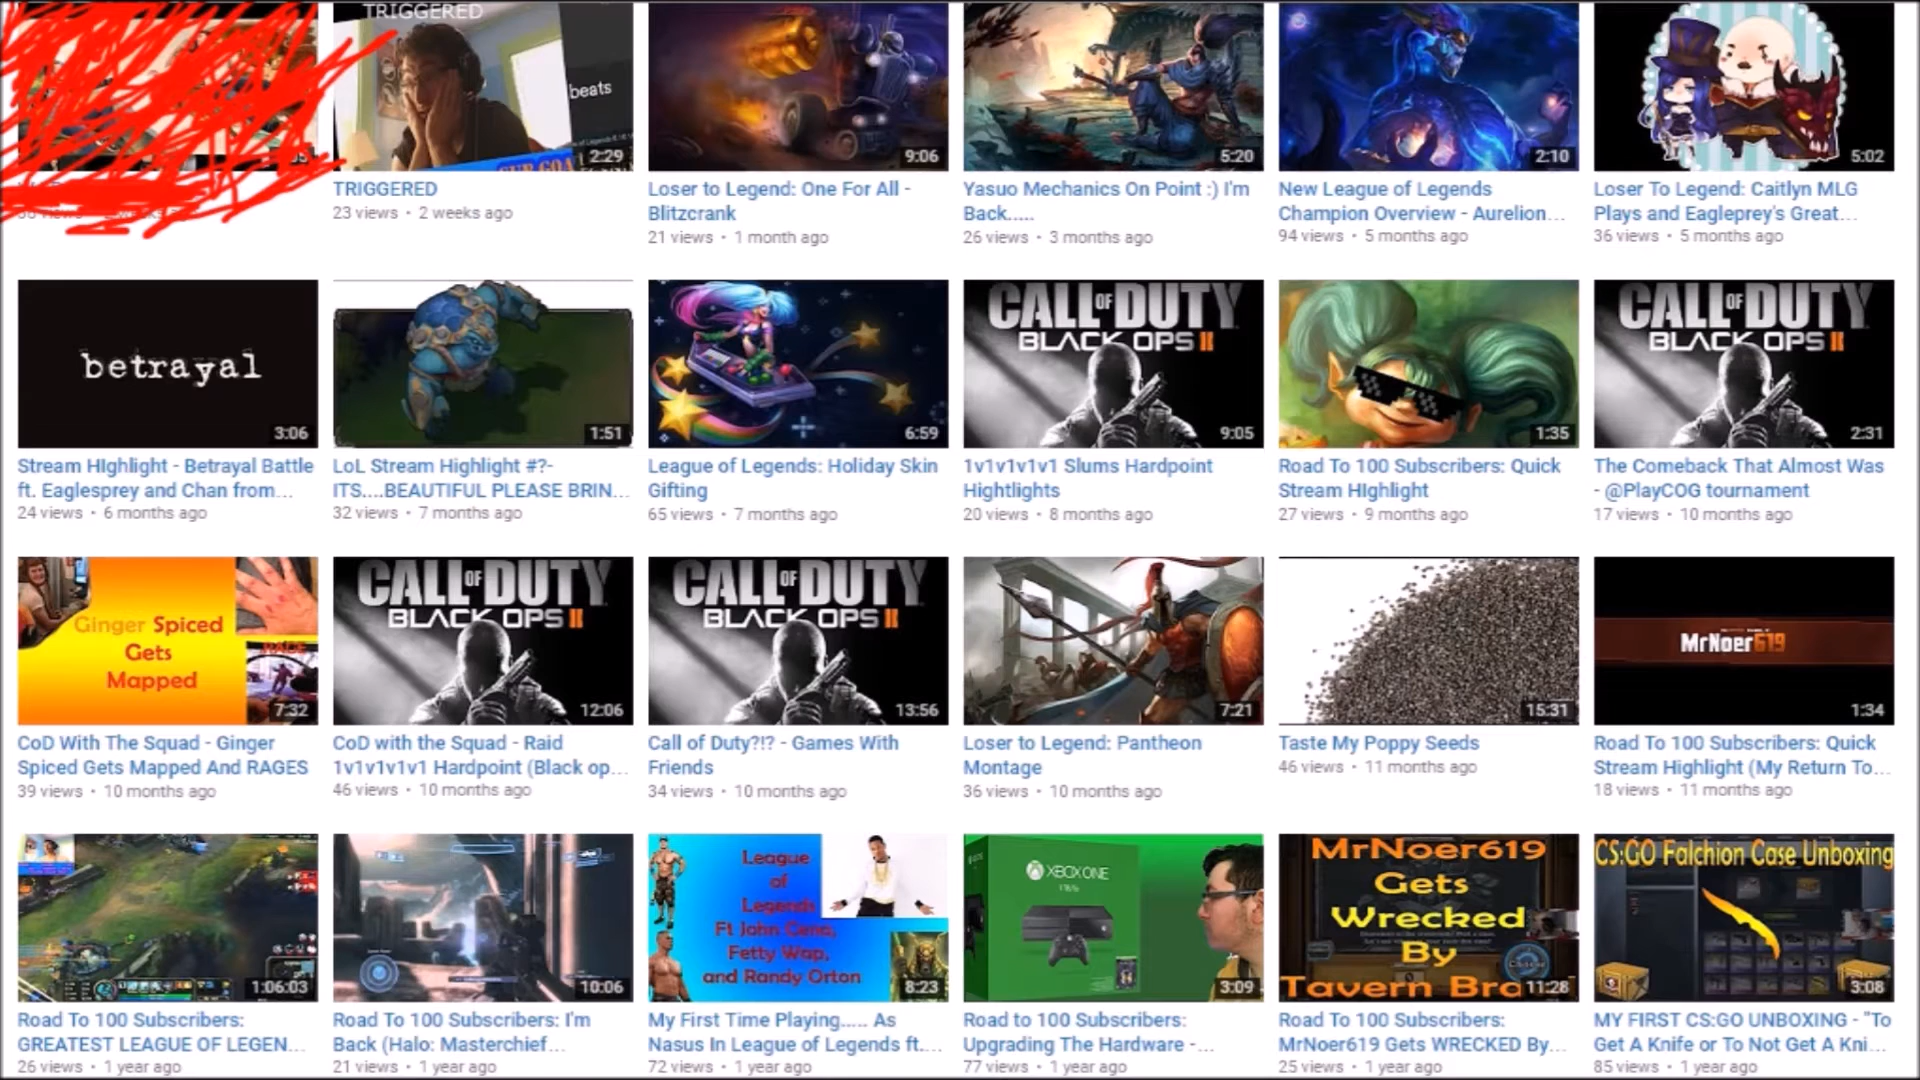 TRIGGERED
beats
2:29
9:06
5:20
2:10
5:02
TRIGGERED
23 views • 2 weeks ago
Loser to Legend: One For All -
Blitzcrank
21 views • 1 month ago
Yasuo Mechanics On Point :) I'm
Back.....
26 views • 3 months ago
New League of Legends
Champion Overview - Aurelion...
94 views • 5 months ago
Loser To Legend: Caitlyn MLG
Plays and Eagleprey's Great...
36 views • 5 months ago
betrayal
3:06
1:51
6:59
CALL OF DUTY
BLACK OPS II
9:05
1:35
CALL OF DUTY
BLACK OPS II
2:31
Stream HIghlight - Betrayal Battle
ft. Eaglesprey and Chan from...
24 views • 6 months ago
LoL Stream Highlight #?-
ITS....BEAUTIFUL PLEASE BRIN...
32 views • 7 months ago
League of Legends: Holiday Skin
Gifting
65 views • 7 months ago
1v1v1v1v1 Slums Hardpoint
Hightlights
20 views • 8 months ago
Road To 100 Subscribers: Quick
Stream HIghlight
27 views • 9 months ago
The Comeback That Almost Was
- @PlayCOG tournament
17 views • 10 months ago
Ginger Spiced
Gets
Mapped
RAGE
7:32
CALL OF DUTY
BLACK OPS II
12:06
CALL OF DUTY
BLACK OPS II
13:56
7:21
15:31
MrNoer619
1:34
CoD With The Squad - Ginger
Spiced Gets Mapped And RAGES
39 views • 10 months ago
CoD with the Squad - Raid
1v1v1v1v1 Hardpoint (Black op...
46 views • 10 months ago
Call of Duty?!? - Games With
Friends
34 views • 10 months ago
Loser to Legend: Pantheon
Montage
36 views • 10 months ago
Taste My Poppy Seeds
46 views • 11 months ago
Road To 100 Subscribers: Quick
Stream Highlight (My Return To...
18 views • 11 months ago
1:06:03
10:06
League
of
Legends
Ft John Cena,
Fetty Wap,
and Randy Orton
8:23
XBOX ONE
3:09
MrNoer619
Gets
Wrecked
By
Tavern Bra
11:28
CS:GO Falchion Case Unboxing
3:08
Road To 100 Subscribers:
GREATEST LEAGUE OF LEGEN...
26 views • 1 year ago
Road To 100 Subscribers: I'm
Back (Halo: Masterchief...
21 views • 1 year ago
My First Time Playing..... As
Nasus In League of Legends ft....
72 views • 1 year ago
Road to 100 Subscribers:
Upgrading The Hardware -...
77 views • 1 year ago
Road To 100 Subscribers:
MrNoer619 Gets WRECKED By...
25 views • 1 year ago
MY FIRST CS:GO UNBOXING - "To
Get A Knife or To Not Get A Kni...
85 views • 1 year ago